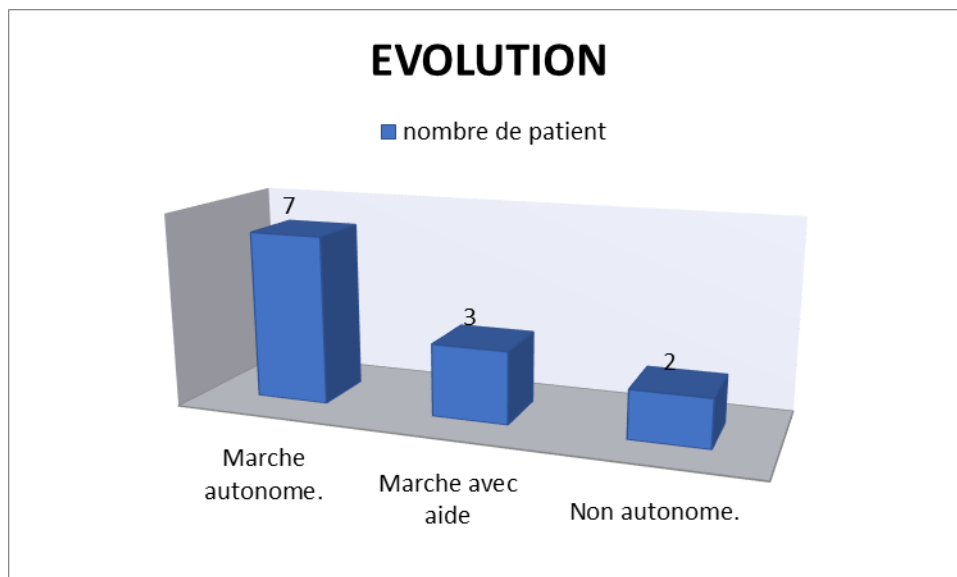 EVOLUTION
nombre de patient
7
3
2
Marche
autonome.
Marche avec
aide
Non autonome.